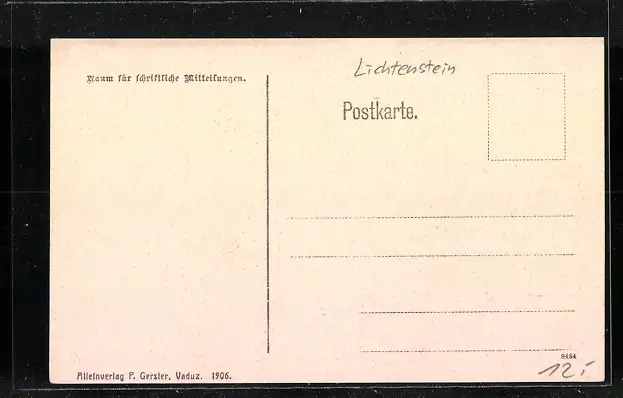 Lichtenstein
Raum für schriftliche Mitteilungen.
Postkarte.
8484
12.-
Alleinverlag P. Gerster, Vaduz. 1906.